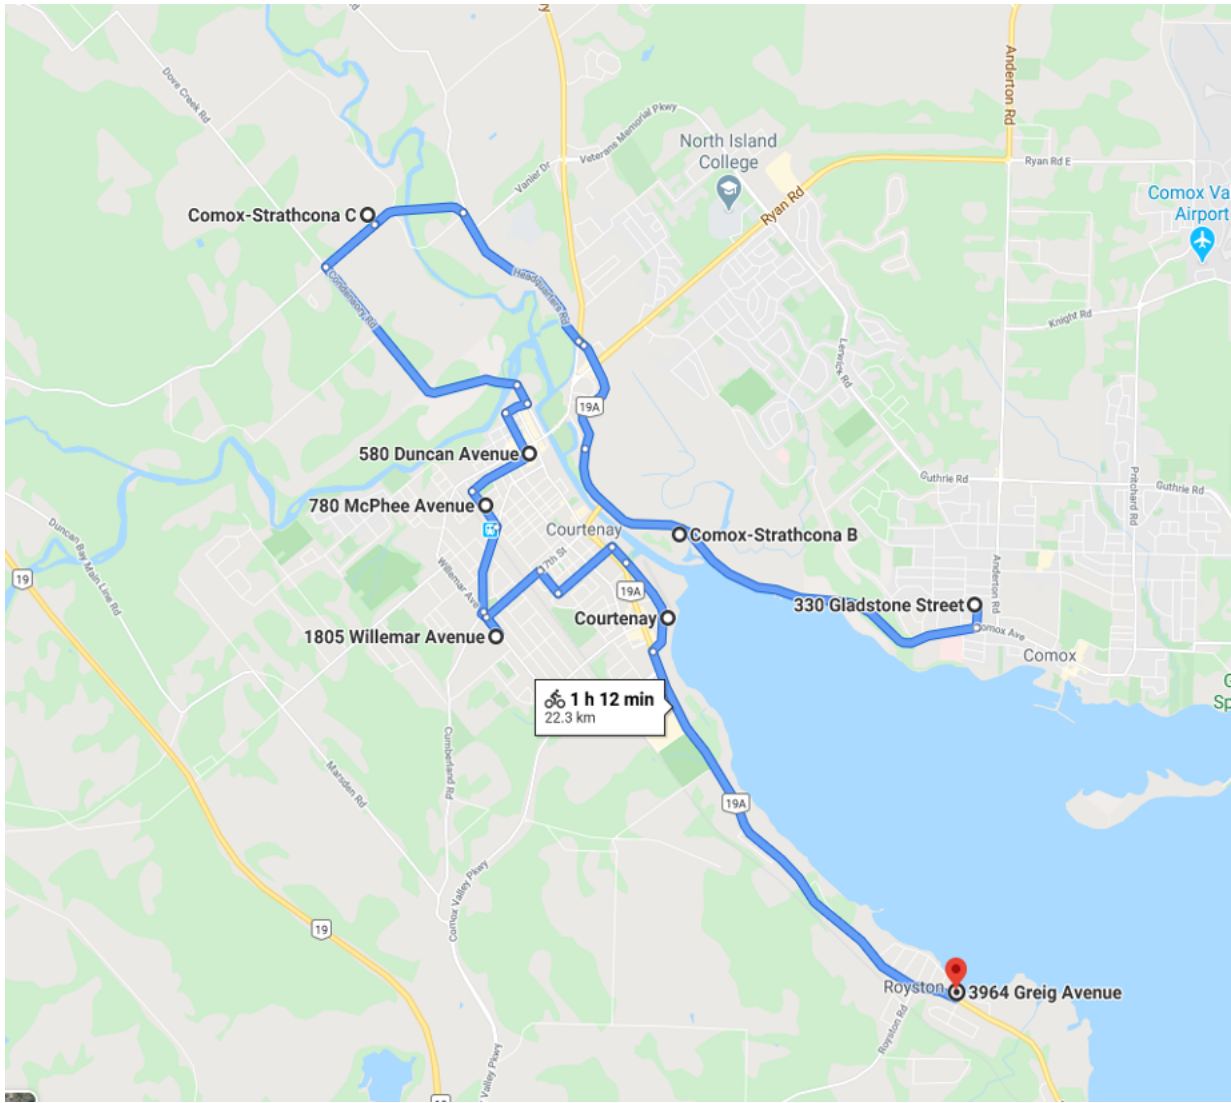 Dove Creek Rd
Anderton Rd
Veterans Memorial Pkwy
North Island
College
Vanier Dr
Ryan Rd E
Ryan Rd
Comox Va
Airport
Comox-Strathcona C
Headquarters Rd
Condensory Rd
Knight Rd
Lerwick Rd
19A
580 Duncan Avenue
Guthrie Rd
Guthrie Rd
Pritchard Rd
780 McPhee Avenue
Courtenay
Comox-Strathcona B
Duncan Bay Main Line Rd
17th St
Willemar Ave
19
19A
Anderton Rd
330 Gladstone Street
Courtenay
1805 Willemar Avenue
Comox Ave
Comox
G
Sp
1 h 12 min
22.3 km
Cumberland Rd
Marsden Rd
19A
Comox Valley Pkwy
19
Royston
3964 Greig Avenue
Royston Rd
Valley Pkwy